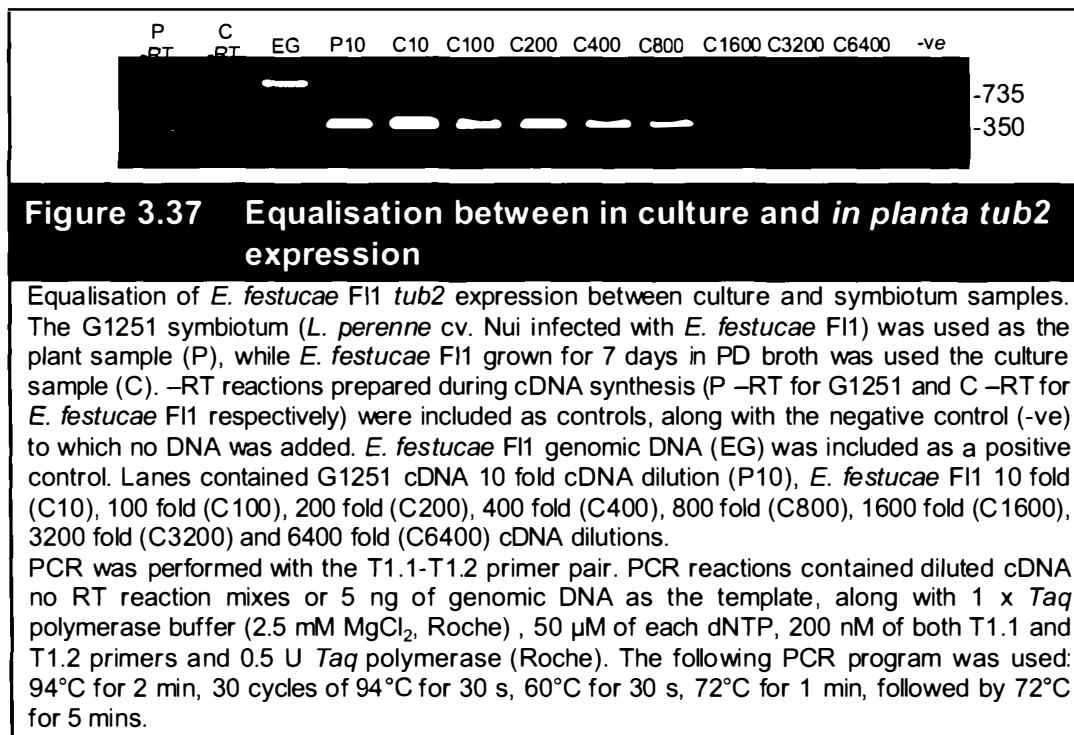 P C
-RT -RT EG P10 C10 C100 C200 C400 C800 C1600 C3200 C6400 -ve
-735
-350
Figure 3.37 Equalisation between in culture and in planta tub2
expression
Equalisation of E. festucae Fl1 tub2 expression between culture and symbiotum samples.
The G1251 symbiotum (L. perenne cv. Nui infected with E. festucae Fl1) was used as the
plant sample (P), while E. festucae Fl1 grown for 7 days in PD broth was used the culture
sample (C). –RT reactions prepared during cDNA synthesis (P –RT for G1251 and C –RT for
E. festucae Fl1 respectively) were included as controls, along with the negative control (-ve)
to which no DNA was added. E. festucae Fl1 genomic DNA (EG) was included as a positive
control. Lanes contained G1251 cDNA 10 fold cDNA dilution (P10), E. festucae Fl1 10 fold
(C10), 100 fold (C100), 200 fold (C200), 400 fold (C400), 800 fold (C800), 1600 fold (C1600),
3200 fold (C3200) and 6400 fold (C6400) cDNA dilutions.
PCR was performed with the T1.1-T1.2 primer pair. PCR reactions contained diluted cDNA
no RT reaction mixes or 5 ng of genomic DNA as the template, along with 1 x Taq
polymerase buffer (2.5 mM MgCl₂, Roche) , 50 µM of each dNTP, 200 nM of both T1.1 and
T1.2 primers and 0.5 U Taq polymerase (Roche). The following PCR program was used:
94°C for 2 min, 30 cycles of 94°C for 30 s, 60°C for 30 s, 72°C for 1 min, followed by 72°C
for 5 mins.